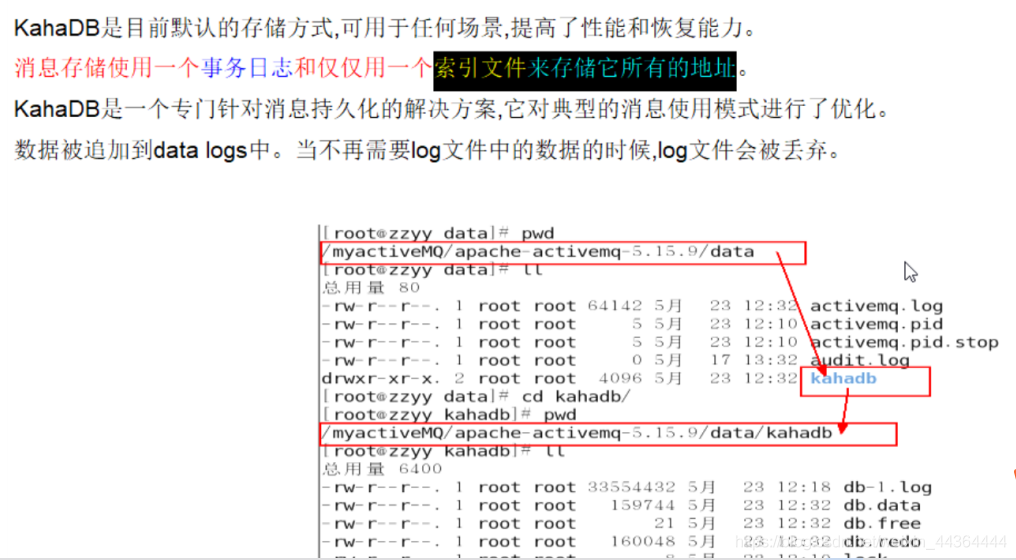 KahaDB是目前默认的存储方式,可用于任何场景,提高了性能和恢复能力。
消息存储使用一个事务日志和仅仅用一个索引文件来存储它所有的地址。
KahaDB是一个专门针对消息持久化的解决方案,它对典型的消息使用模式进行了优化。
数据被追加到data logs中。当不再需要log文件中的数据的时候,log文件会被丢弃。
[root@zzyy data]# pwd
/myactiveMQ/apache-activemq-5.15.9/data
[root@zzyy data]# ll
总用量 80
-rw-r--r--. 1 root root 64142 5月 23 12:32 activemq.log
-rw-r--r--. 1 root root 5 5月 23 12:10 activemq.pid
-rw-r--r--. 1 root root 5 5月 23 12:10 activemq.pid.stop
-rw-r--r--. 1 root root 0 5月 17 13:32 audit.log
drwxr-xr-x. 2 root root 4096 5月 23 12:32 kahadb
[root@zzyy data]# cd kahadb/
[root@zzyy kahadb]# pwd
/myactiveMQ/apache-activemq-5.15.9/data/kahadb
[root@zzyy kahadb]# ll
总用量 6400
-rw-r--r--. 1 root root 33554432 5月 23 12:18 db-1.log
-rw-r--r--. 1 root root 159744 5月 23 12:32 db.data
-rw-r--r--. 1 root root 21 5月 23 12:32 db.free
-rw-r--r--. 1 root root 160048 5月 23 12:32 db.redo